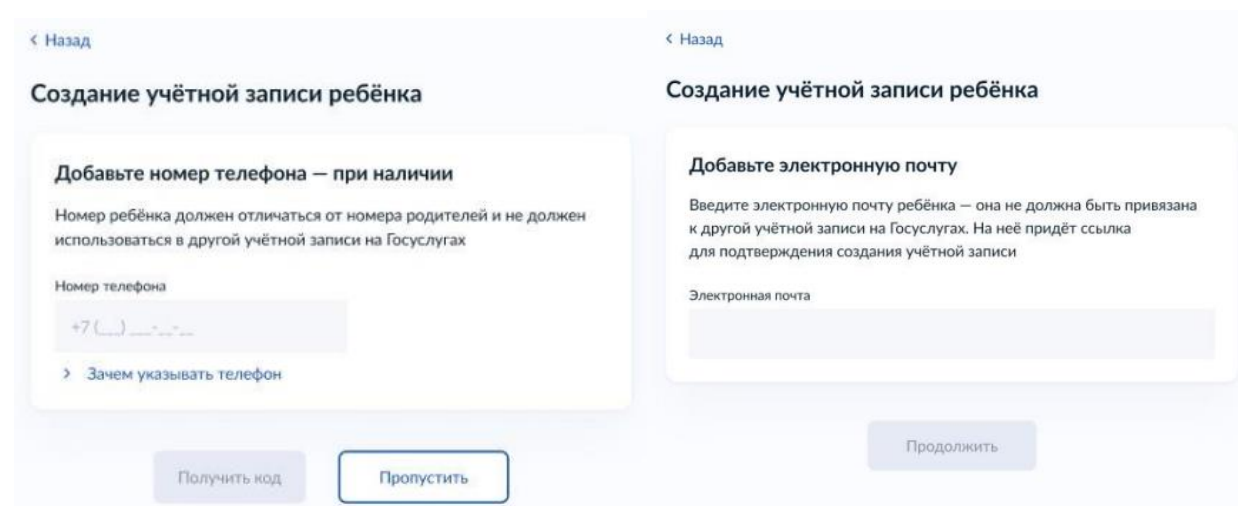 < Назад
Создание учётной записи ребёнка
Добавьте номер телефона — при наличии
Номер ребёнка должен отличаться от номера родителей и не должен
использоваться в другой учётной записи на Госуслугах
Номер телефона
+7 (___) ___-__-__
> Зачем указывать телефон
Получить код
Пропустить
< Назад
Создание учётной записи ребёнка
Добавьте электронную почту
Введите электронную почту ребёнка — она не должна быть привязана
к другой учётной записи на Госуслугах. На неё придёт ссылка
для подтверждения создания учётной записи
Электронная почта
Продолжить